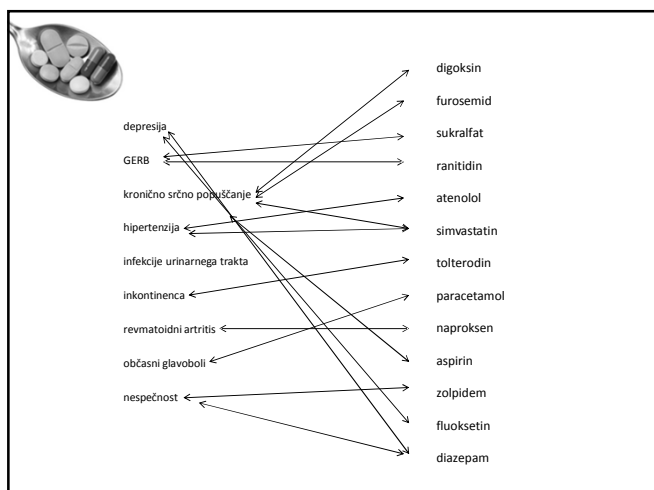 depresija
GERB
kronično srčno popuščanje
hipertenzija
infekcije urinarnega trakta
inkontinenca
revmatoidni artritis
občasni glavoboli
nespečnost
digoksin
furosemid
sukralfat
ranitidin
atenolol
simvastatin
tolterodin
paracetamol
naproksen
aspirin
zolpidem
fluoksetin
diazepam